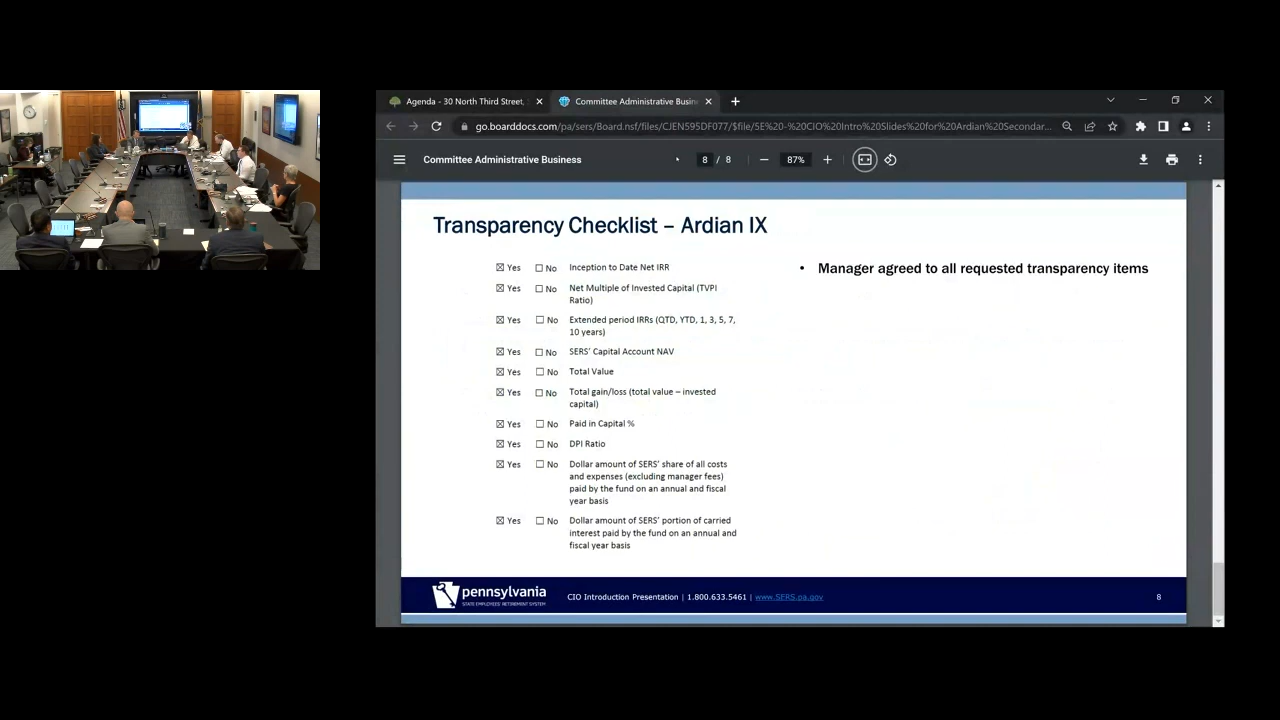 Agenda - 30 North Third Street,
Committee Administrative Busin
go.boarddocs.com/pa/sers/Board.nsf/files/CJEN595DF077/$file/5E%20-%20CIO%20Intro%20Slides%20for%20Ardian%20Secondar...
Committee Administrative Business
8 / 8
87%
Transparency Checklist – Ardian IX
☒ Yes ☐ No Inception to Date Net IRR
☒ Yes ☐ No Net Multiple of Invested Capital (TVPI
Ratio)
☒ Yes ☐ No Extended period IRRs (QTD, YTD, 1, 3, 5, 7,
10 years)
☒ Yes ☐ No SERS' Capital Account NAV
☒ Yes ☐ No Total Value
☒ Yes ☐ No Total gain/loss (total value – invested
capital)
☒ Yes ☐ No Paid in Capital %
☒ Yes ☐ No DPI Ratio
☒ Yes ☐ No Dollar amount of SERS' share of all costs
and expenses (excluding manager fees)
paid by the fund on an annual and fiscal
year basis
☒ Yes ☐ No Dollar amount of SERS' portion of carried
interest paid by the fund on an annual and
fiscal year basis
• Manager agreed to all requested transparency items
pennsylvania
STATE EMPLOYEES' RETIREMENT SYSTEM
CIO Introduction Presentation | 1.800.633.5461 | www.SERS.pa.gov
8